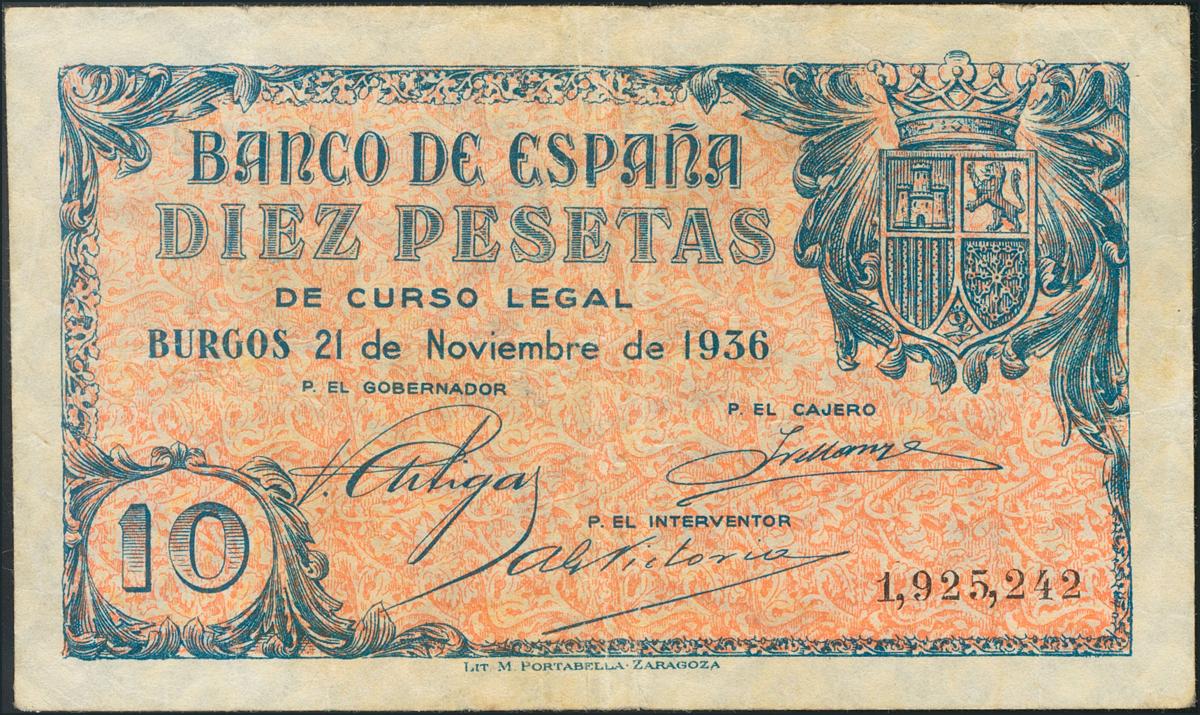 BANCO DE ESPAÑA
DIEZ PESETAS
DE CURSO LEGAL
BURGOS 21 de Noviembre de 1936
P. EL GOBERNADOR
P. EL CAJERO
P. EL INTERVENTOR
10
1,925,242
LIT. M. PORTABELLA · ZARAGOZA